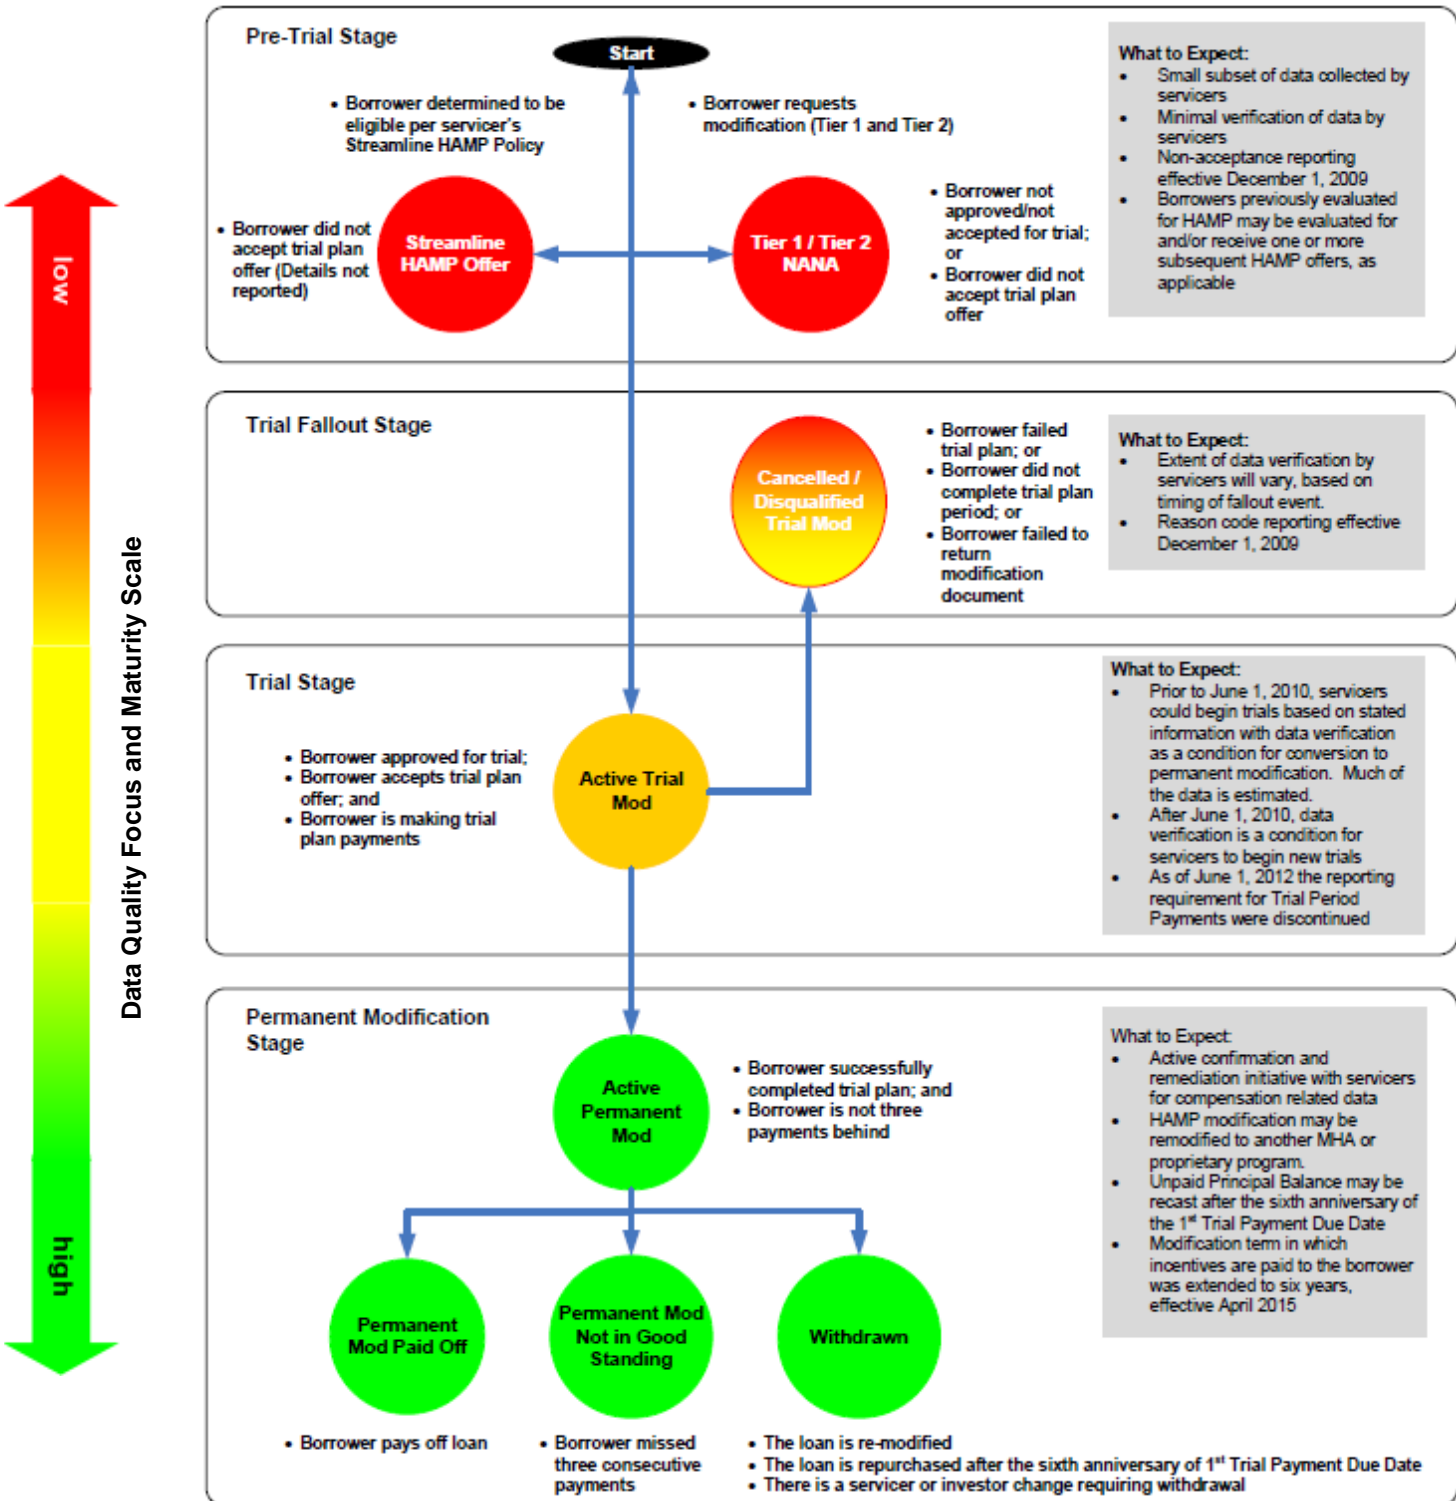 Pre-Trial Stage
Start
• Borrower determined to be
eligible per servicer's
Streamline HAMP Policy
• Borrower requests
modification (Tier 1 and Tier 2)
• Borrower did not
accept trial plan
offer (Details not
reported)
Streamline
HAMP Offer
Tier 1 / Tier 2
NANA
• Borrower not
approved/not
accepted for trial;
or
• Borrower did not
accept trial plan
offer
What to Expect:
• Small subset of data collected by
servicers
• Minimal verification of data by
servicers
• Non-acceptance reporting
effective December 1, 2009
• Borrowers previously evaluated
for HAMP may be evaluated for
and/or receive one or more
subsequent HAMP offers, as
applicable
low
Data Quality Focus and Maturity Scale
high
Trial Fallout Stage
Cancelled /
Disqualified
Trial Mod
• Borrower failed
trial plan; or
• Borrower did not
complete trial plan
period; or
• Borrower failed to
return
modification
document
What to Expect:
• Extent of data verification by
servicers will vary, based on
timing of fallout event.
• Reason code reporting effective
December 1, 2009
Trial Stage
• Borrower approved for trial;
• Borrower accepts trial plan
offer; and
• Borrower is making trial
plan payments
Active Trial
Mod
What to Expect:
• Prior to June 1, 2010, servicers
could begin trials based on stated
information with data verification
as a condition for conversion to
permanent modification. Much of
the data is estimated.
• After June 1, 2010, data
verification is a condition for
servicers to begin new trials
• As of June 1, 2012 the reporting
requirement for Trial Period
Payments were discontinued
Permanent Modification
Stage
Active
Permanent
Mod
• Borrower successfully
completed trial plan; and
• Borrower is not three
payments behind
What to Expect:
• Active confirmation and
remediation initiative with servicers
for compensation related data
• HAMP modification may be
remodified to another MHA or
proprietary program.
• Unpaid Principal Balance may be
recast after the sixth anniversary of
the 1st Trial Payment Due Date
• Modification term in which
incentives are paid to the borrower
was extended to six years,
effective April 2015
Permanent
Mod Paid Off
Permanent Mod
Not in Good
Standing
Withdrawn
• Borrower pays off loan
• Borrower missed
three consecutive
payments
• The loan is re-modified
• The loan is repurchased after the sixth anniversary of 1st Trial Payment Due Date
• There is a servicer or investor change requiring withdrawal